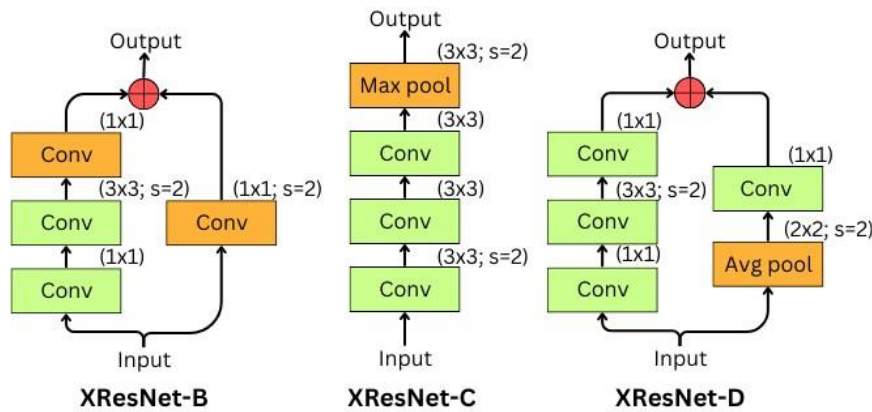 Output
(1x1)
Conv
(3x3; s=2)
Conv
(1x1)
Conv
(1x1; s=2)
Conv
Input
XResNet-B
Output
(3x3; s=2)
Max pool
(3x3)
Conv
(3x3)
Conv
(3x3; s=2)
Conv
Input
XResNet-C
Output
(1x1)
Conv
(3x3; s=2)
Conv
(1x1)
Conv
(1x1)
Conv
(2x2; s=2)
Avg pool
Input
XResNet-D